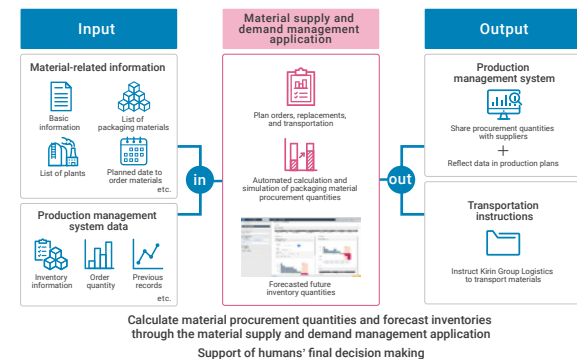 Input
Material-related information
Basic
information
List of
packaging materials
List of plants
Planned date to
order materials
etc.
Production management
system data
Inventory
information
Order
quantity
Previous
records
etc.
in
Material supply and
demand management
application
Plan orders, replacements,
and transportation
Automated calculation and
simulation of packaging material
procurement quantities
Forecasted future
inventory quantities
out
Output
Production
management system
Share procurement quantities
with suppliers
+
Reflect data in production plans
Transportation
instructions
Instruct Kirin Group Logistics
to transport materials
Calculate material procurement quantities and forecast inventories
through the material supply and demand management application
Support of humans' final decision making